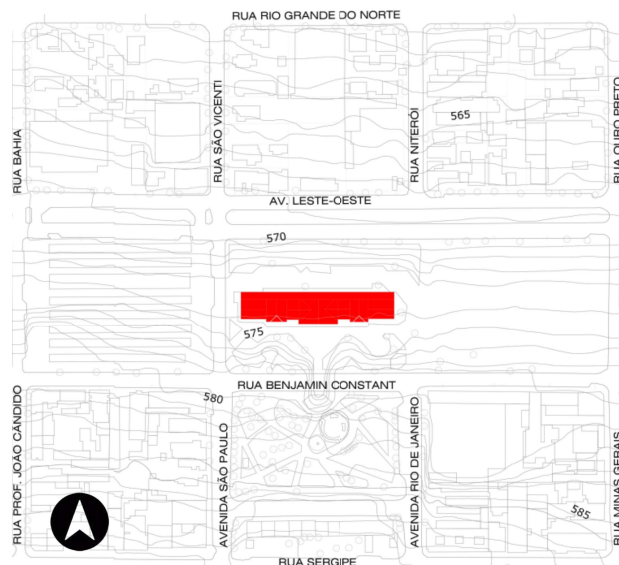 RUA RIO GRANDE DO NORTE
RUA BAHIA
RUA SÃO VICENTI
RUA NITERÓI
RUA OURO PRETO
565
AV. LESTE-OESTE
570
575
RUA BENJAMIN CONSTANT
580
RUA PROF. JOÃO CÂNDIDO
AVENIDA SÃO PAULO
AVENIDA RIO DE JANEIRO
RUA MINAS GERAIS
585
RUA SERGIPE